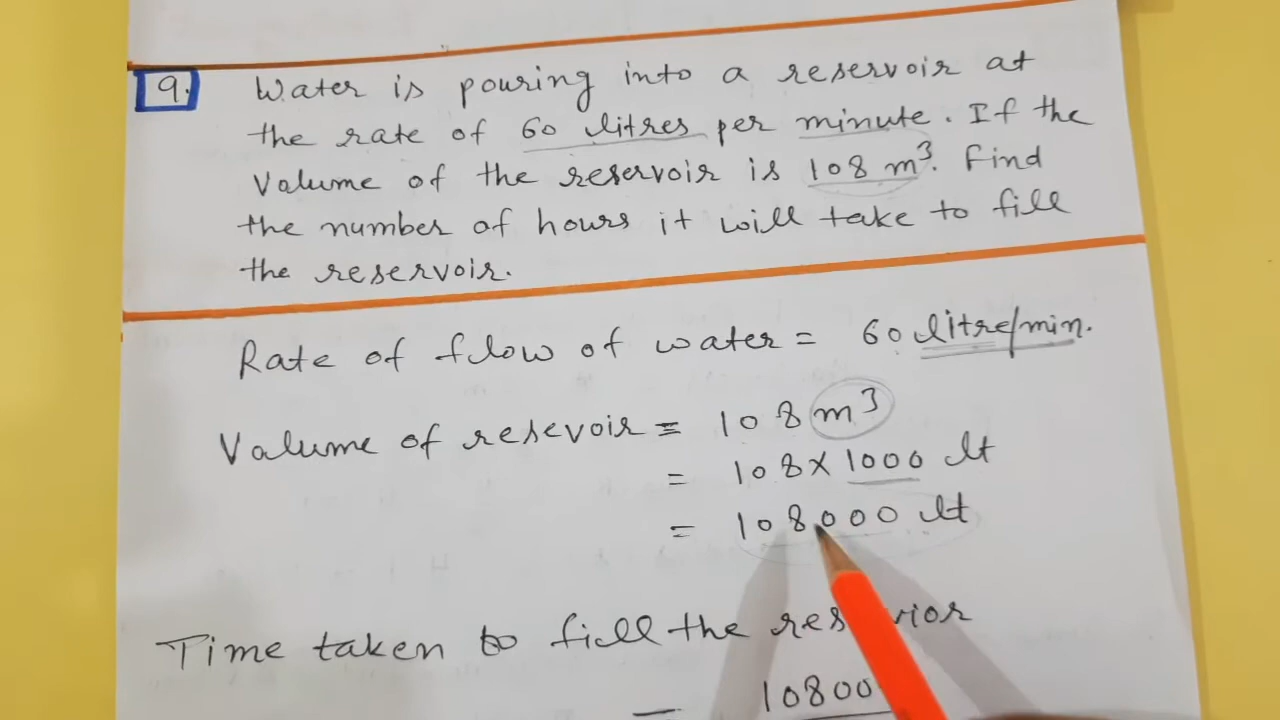 9. Water is pouring into a reservoir at
the rate of 60 litres per minute. If the
Volume of the reservoir is 108 m³. Find
the number of hours it will take to fill
the reservoir.
Rate of flow of water = 60 litre/min.
Volume of resevoir = 108 m³
= 108 × 1000 lt
= 108000 lt
Time taken to fill the
= 10800